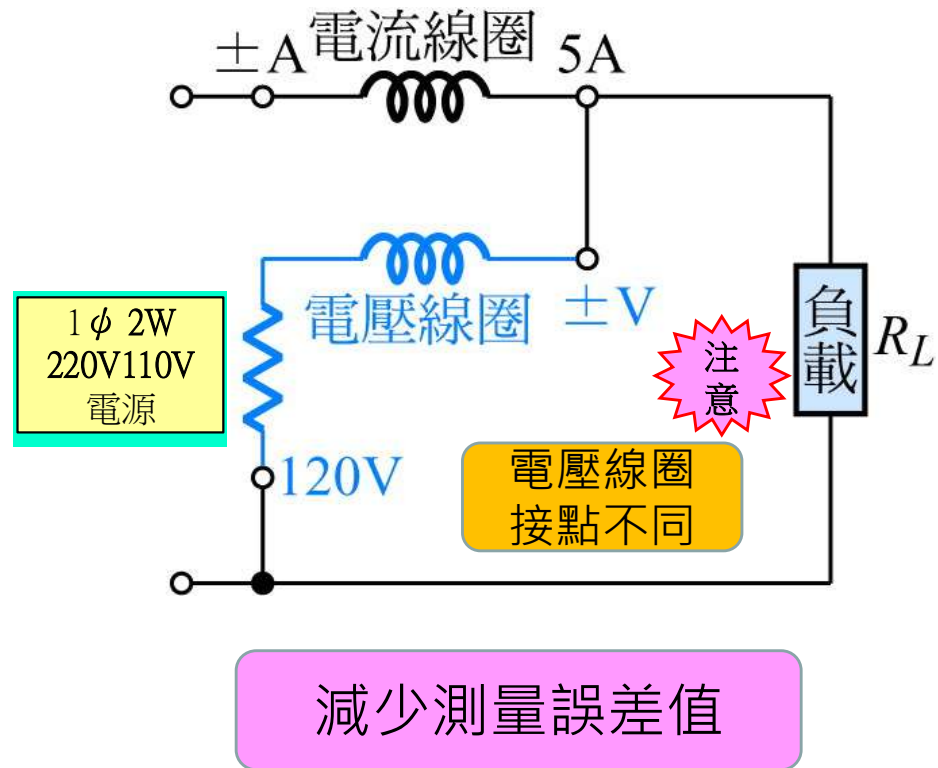 電流線圈
±A
5A
電壓線圈
±V
1ϕ 2W
220V110V
電源
注
意
負
載
R_L
120V
電壓線圈
接點不同
減少測量誤差值